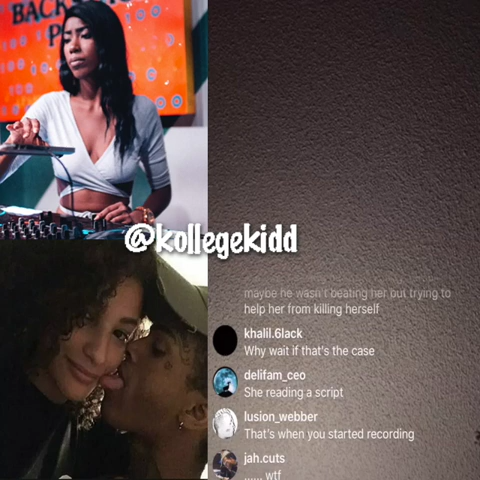 BACKS
P
@kollegekidd
maybe he wasn't beating her but trying to
help her from killing herself
khalil.6lack
Why wait if that's the case
delifam_ceo
She reading a script
lusion_webber
That's when you started recording
jah.cuts
...... wtf